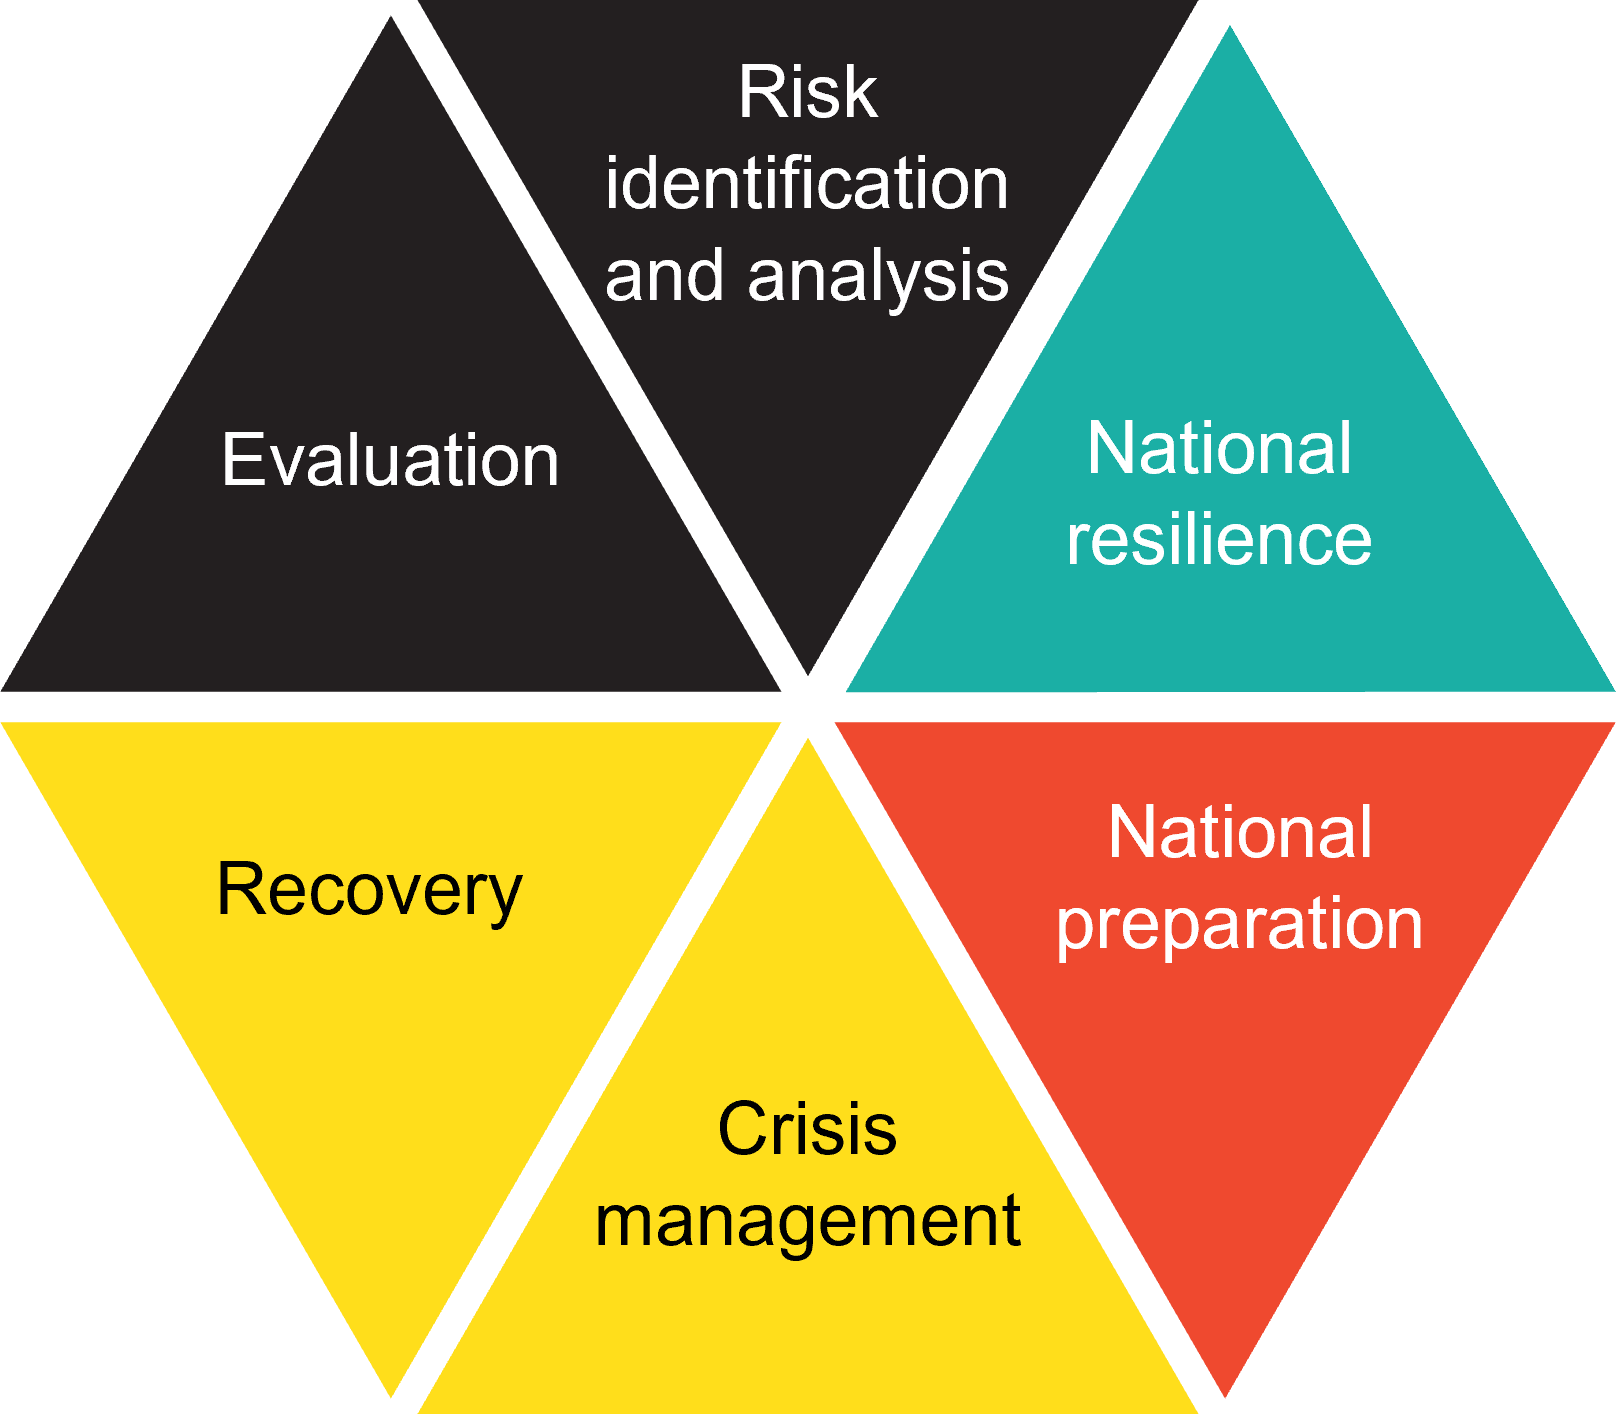 Risk
identification
and analysis
National
resilience
National
preparation
Crisis
management
Recovery
Evaluation